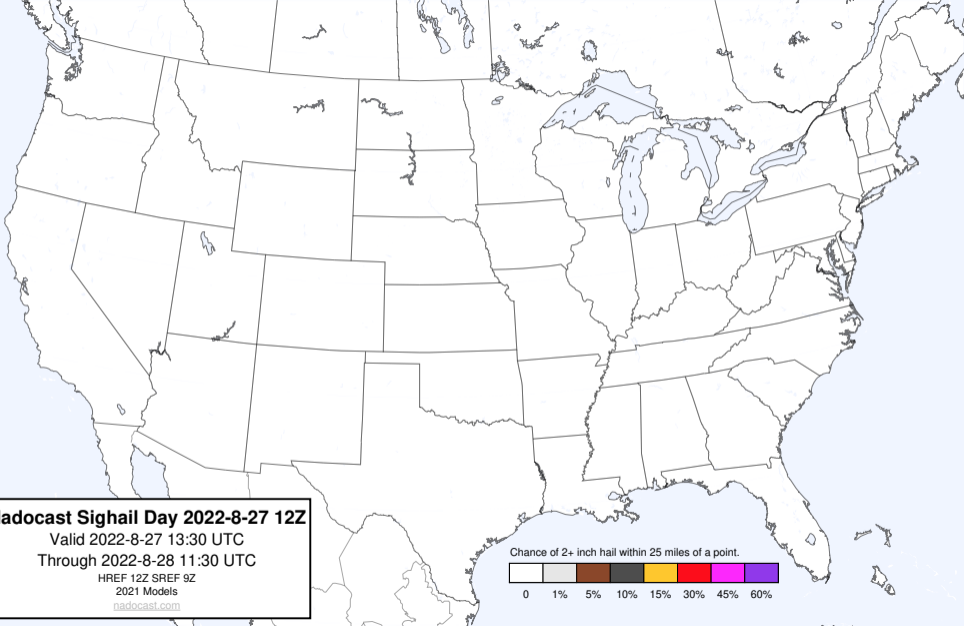 adocast Sighail Day 2022-8-27 12Z
Valid 2022-8-27 13:30 UTC
Through 2022-8-28 11:30 UTC
HREF 12Z SREF 9Z
2021 Models
nadocast.com
Chance of 2+ inch hail within 25 miles of a point.
0 1% 5% 10% 15% 30% 45% 60%